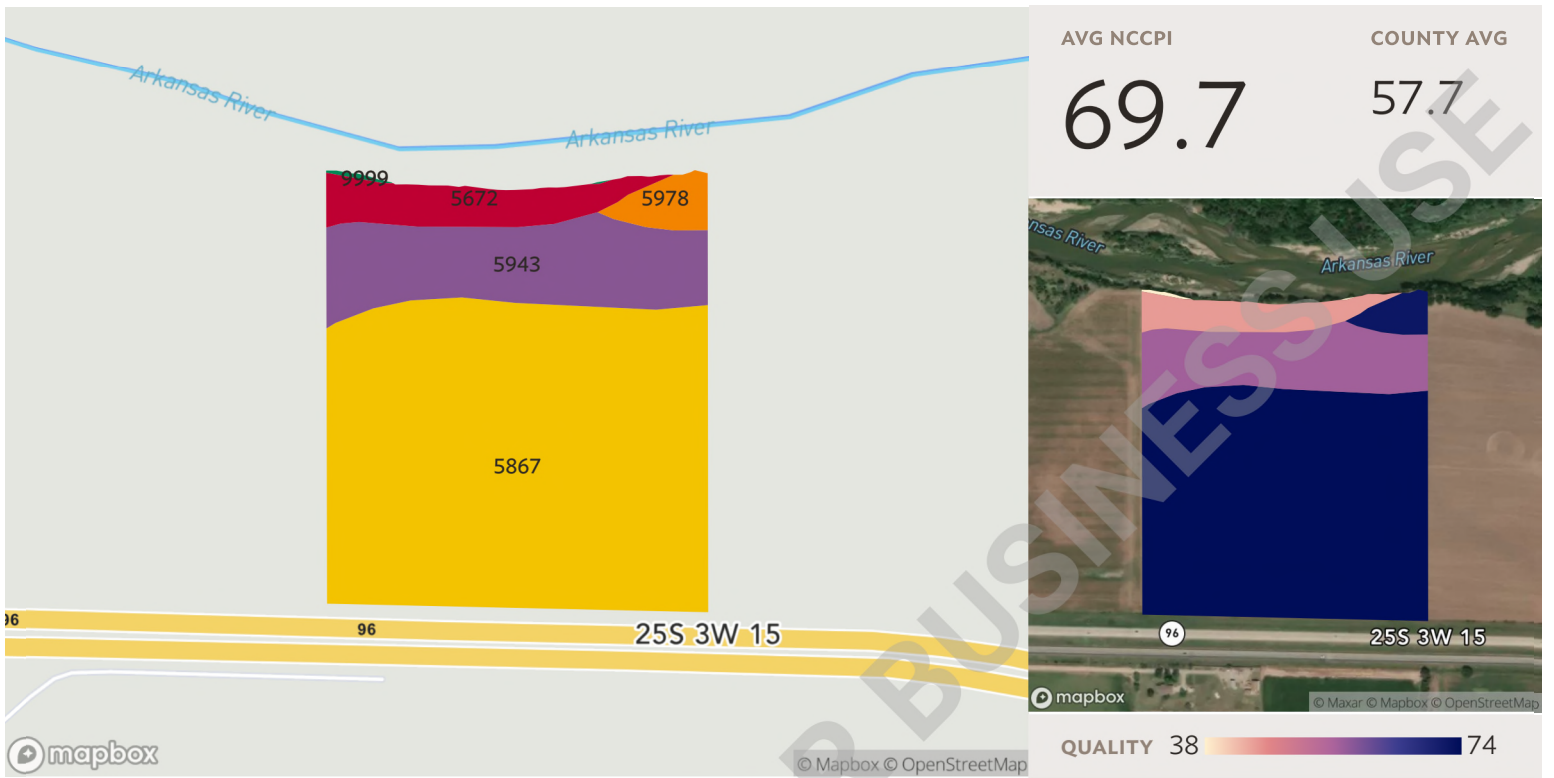 Arkansas River
Arkansas River
9999
5672
5978
5943
5867
96
96
25S 3W 15
mapbox
© Mapbox © OpenStreetMap
AVG NCCPI
COUNTY AVG
69.7
57.7
nsas River
Arkansas River
96
25S 3W 15
mapbox
© Maxar © Mapbox © OpenStreetMap
QUALITY 38 74
R BUSINESS USE